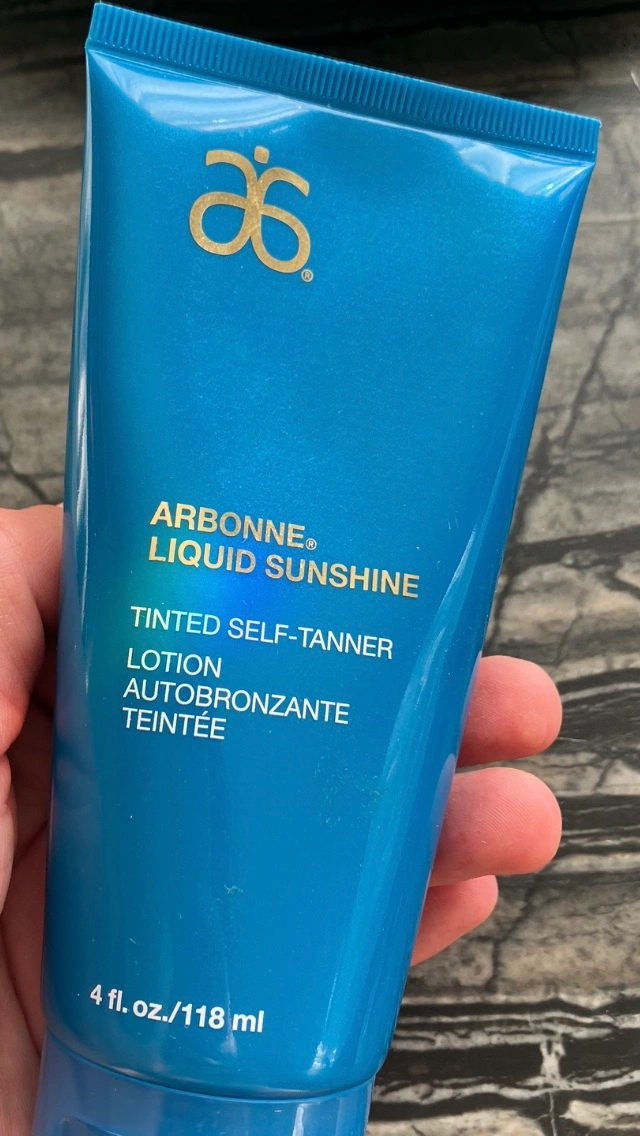 ®
ARBONNE®
LIQUID SUNSHINE
TINTED SELF-TANNER
LOTION
AUTOBRONZANTE
TEINTÉE
4 fl. oz./118 ml